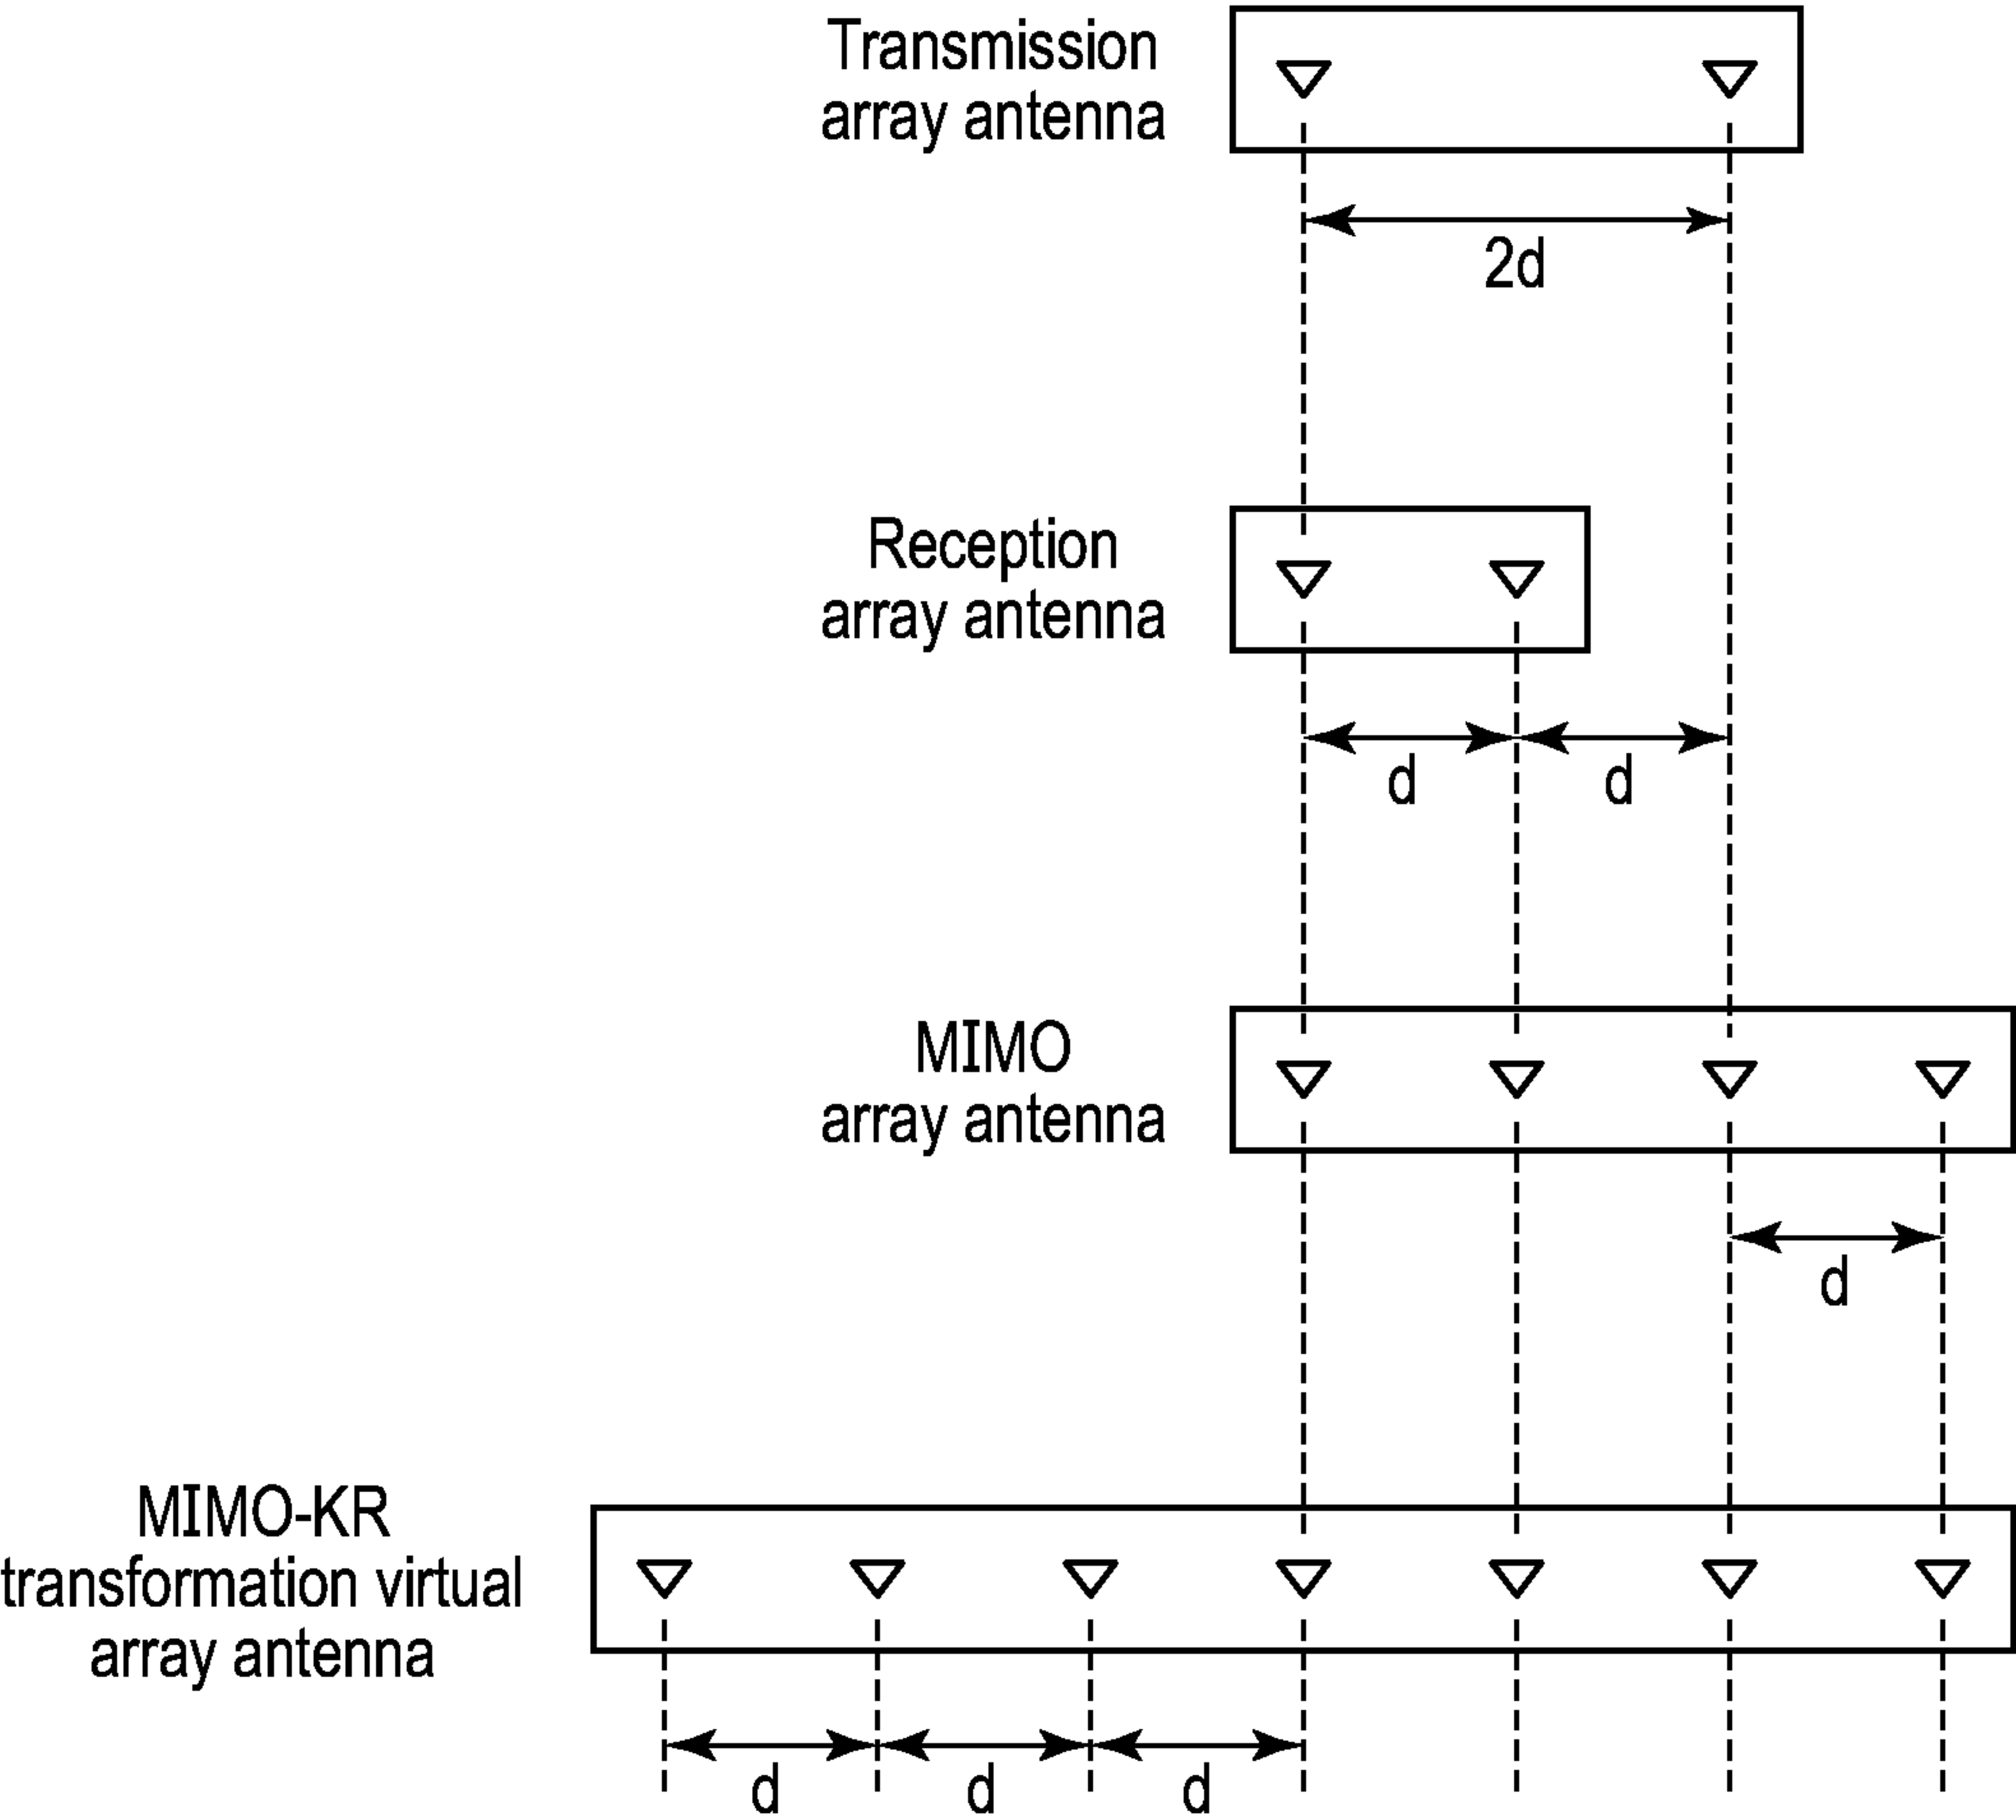 Transmission
array antenna
2d
Reception
array antenna
d
d
MIMO
array antenna
d
MIMO-KR
transformation virtual
array antenna
d
d
d